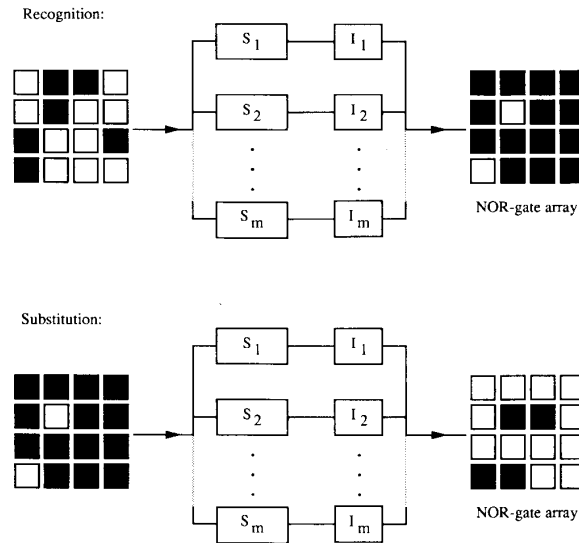 Recognition:
S1 I1
S2 I2
Sm Im
NOR-gate array
Substitution:
S1 I1
S2 I2
Sm Im
NOR-gate array